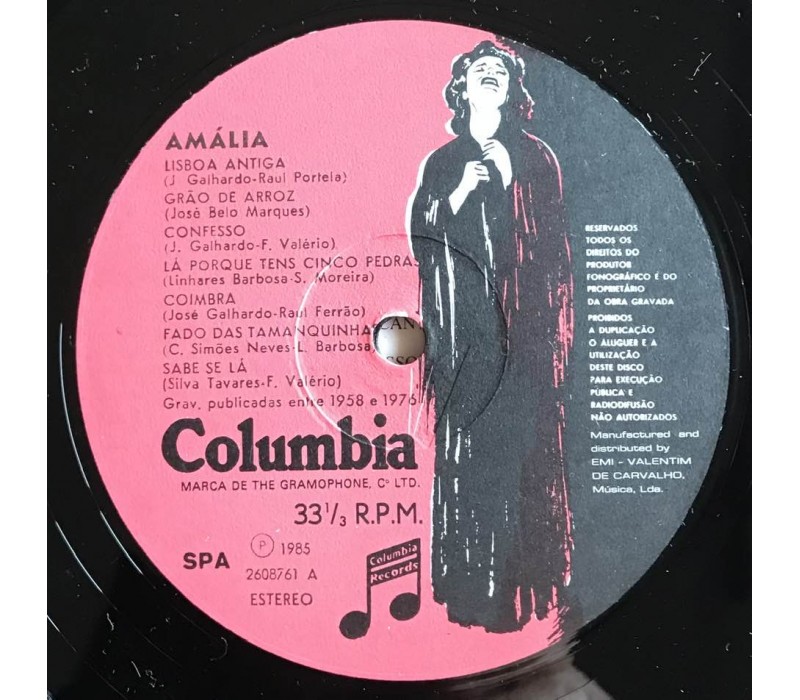 AMÁLIA
LISBOA ANTIGA
(J. Galhardo-Raul Portela)
GRÃO DE ARROZ
(José Belo Marques)
CONFESSO
(J. Galhardo-F. Valério)
LÁ PORQUE TENS CINCO PEDRAS
(Linhares Barbosa-S. Moreira)
COIMBRA
(José Galhardo-Raul Ferrão)
FADO DAS TAMANQUINHAS
(C. Simões Neves-L. Barbosa)
SABE SE LÁ
(Silva Tavares-F. Valério)
Grav. publicadas entre 1958 e 1976
Columbia
MARCA DE THE GRAMOPHONE, Cº LTD.
33 1/3 R.P.M.
SPA
Ⓟ 1985
2608761 A
ESTEREO
Columbia
Records
RESERVADOS
TODOS OS
DIREITOS DO
PRODUTOR
FONOGRÁFICO E DO
PROPRIETÁRIO
DA OBRA GRAVADA
PROIBIDOS
A DUPLICAÇÃO
O ALUGUER E A
UTILIZAÇÃO
DESTE DISCO
PARA EXECUÇÃO
PÚBLICA E
RADIODIFUSÃO
NÃO AUTORIZADOS
Manufactured and
distributed by
EMI - VALENTIM
DE CARVALHO,
Música, Lda.